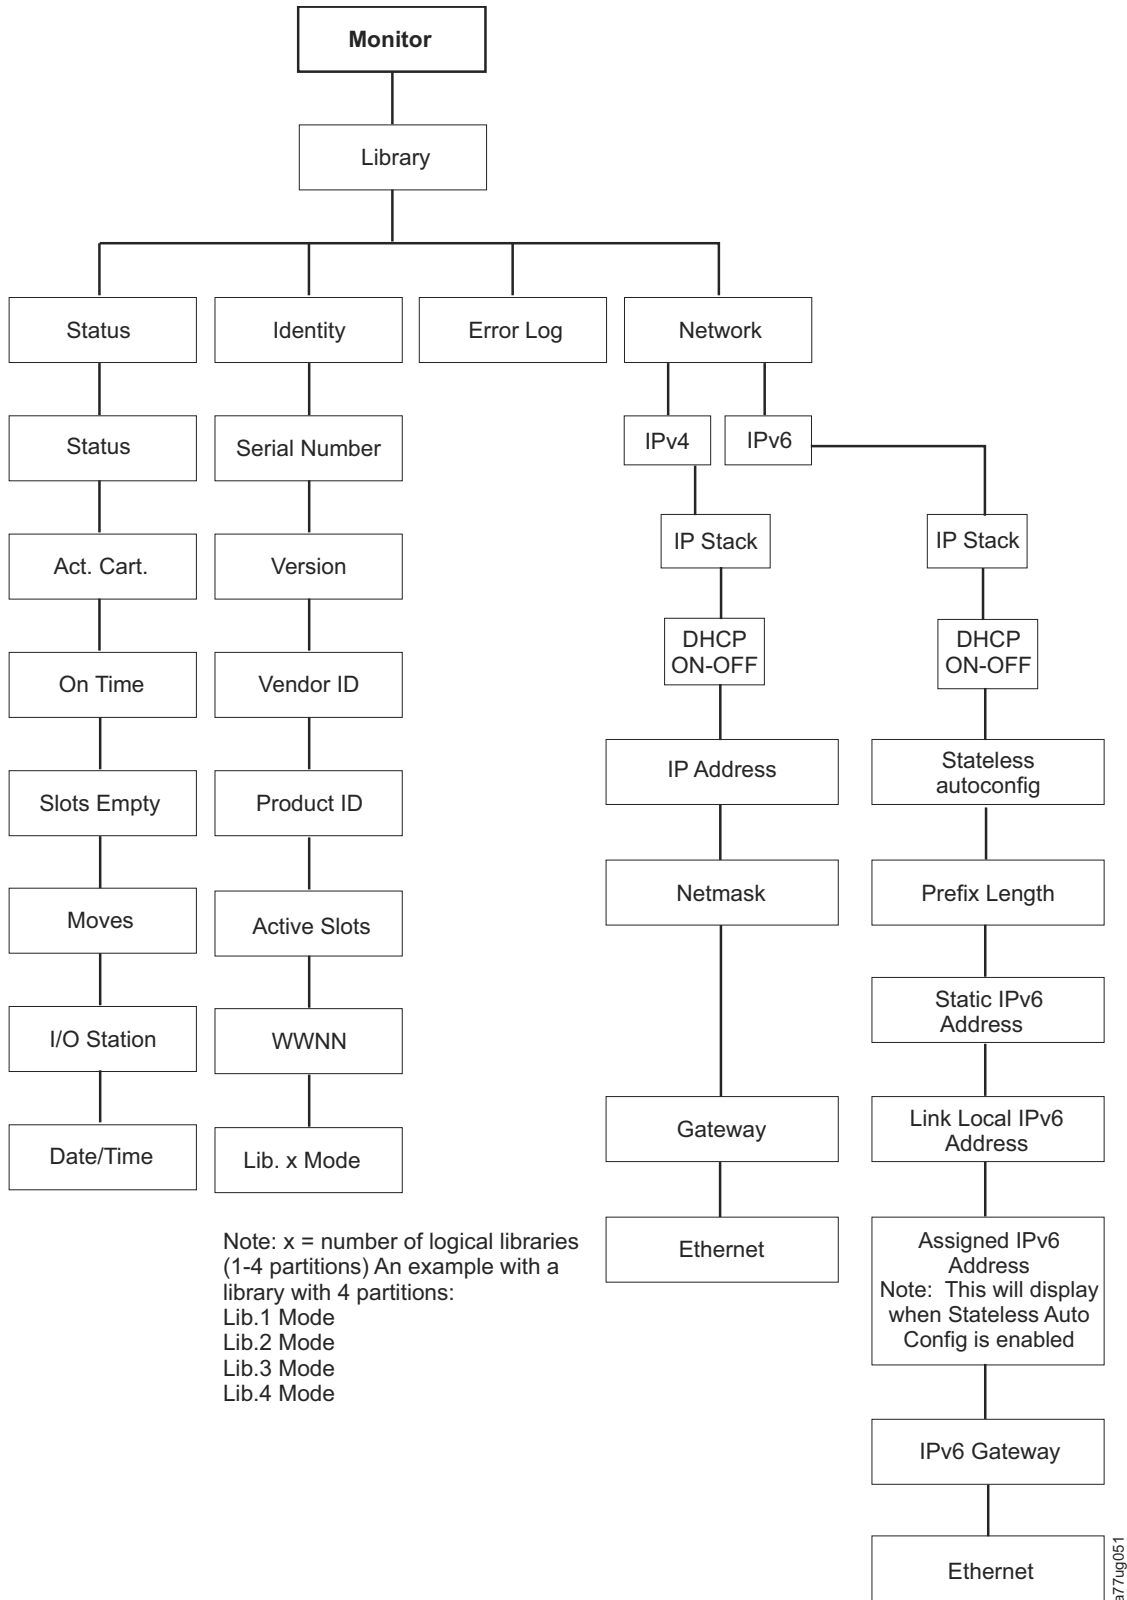 Monitor
Library
Status
Identity
Error Log
Network
Status
Serial Number
IPv4
IPv6
Act. Cart.
Version
IP Stack
IP Stack
On Time
Vendor ID
DHCP
ON-OFF
DHCP
ON-OFF
Slots Empty
Product ID
IP Address
Stateless
autoconfig
Moves
Active Slots
Netmask
Prefix Length
I/O Station
WWNN
Static IPv6
Address
Date/Time
Lib. x Mode
Gateway
Link Local IPv6
Address
Note: x = number of logical libraries
(1-4 partitions) An example with a
library with 4 partitions:
Lib.1 Mode
Lib.2 Mode
Lib.3 Mode
Lib.4 Mode
Ethernet
Assigned IPv6
Address
Note: This will display
when Stateless Auto
Config is enabled
IPv6 Gateway
Ethernet
a77ug051